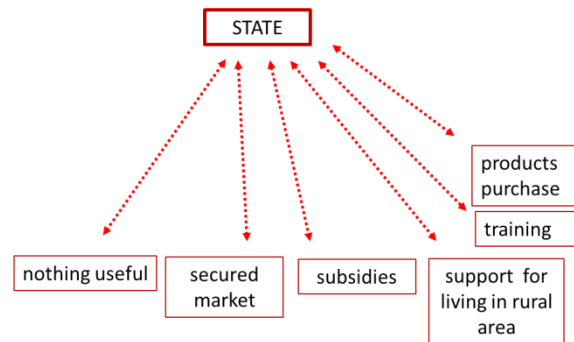 STATE
products
purchase
training
nothing useful
secured
market
subsidies
support for
living in rural
area